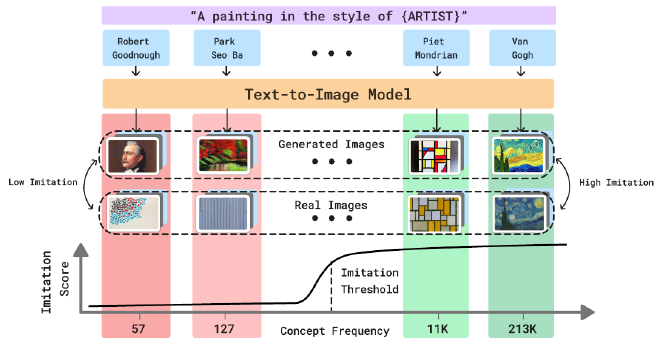 “A painting in the style of {ARTIST}”
Robert
Goodnough
Park
Seo Ba
Piet
Mondrian
Van
Gogh
Text-to-Image Model
Generated Images
Low Imitation
High Imitation
Real Images
Imitation
Score
Imitation
Threshold
57
127
Concept Frequency
11K
213K